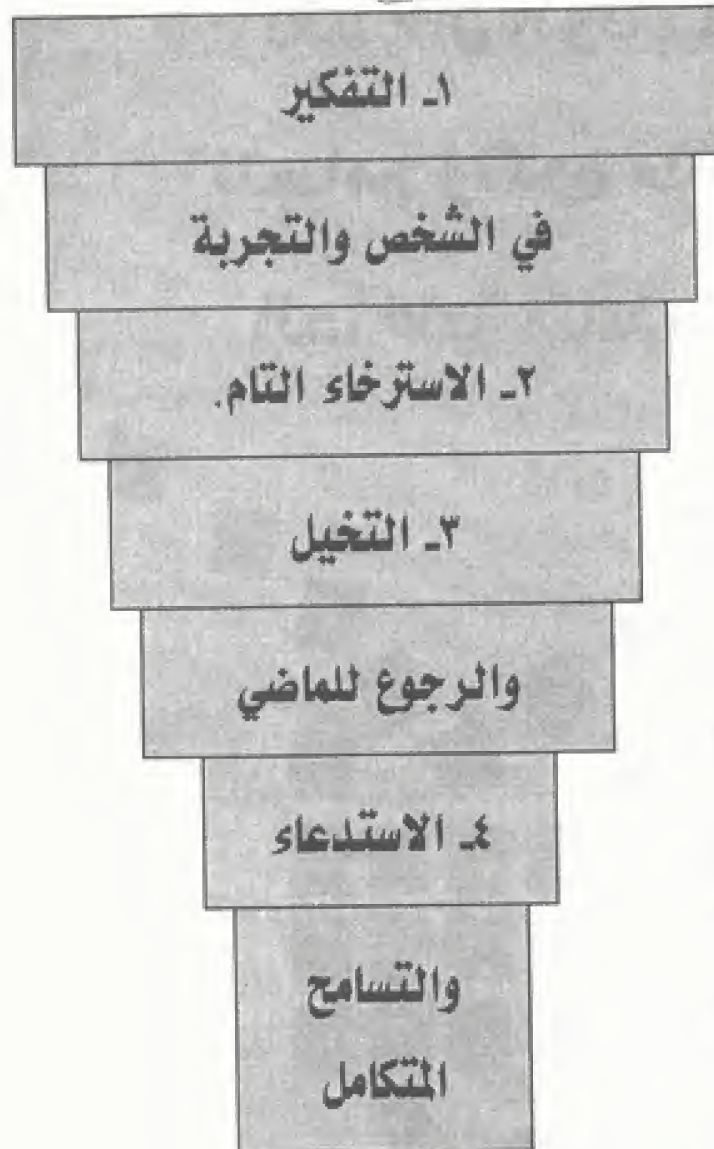 ١ـ التفكير
في الشخص والتجربة
٢ـ الاسترخاء التام.
٣ـ التخيل
والرجوع للماضي
٤ـ الاستدعاء
والتسامح
المتكامل